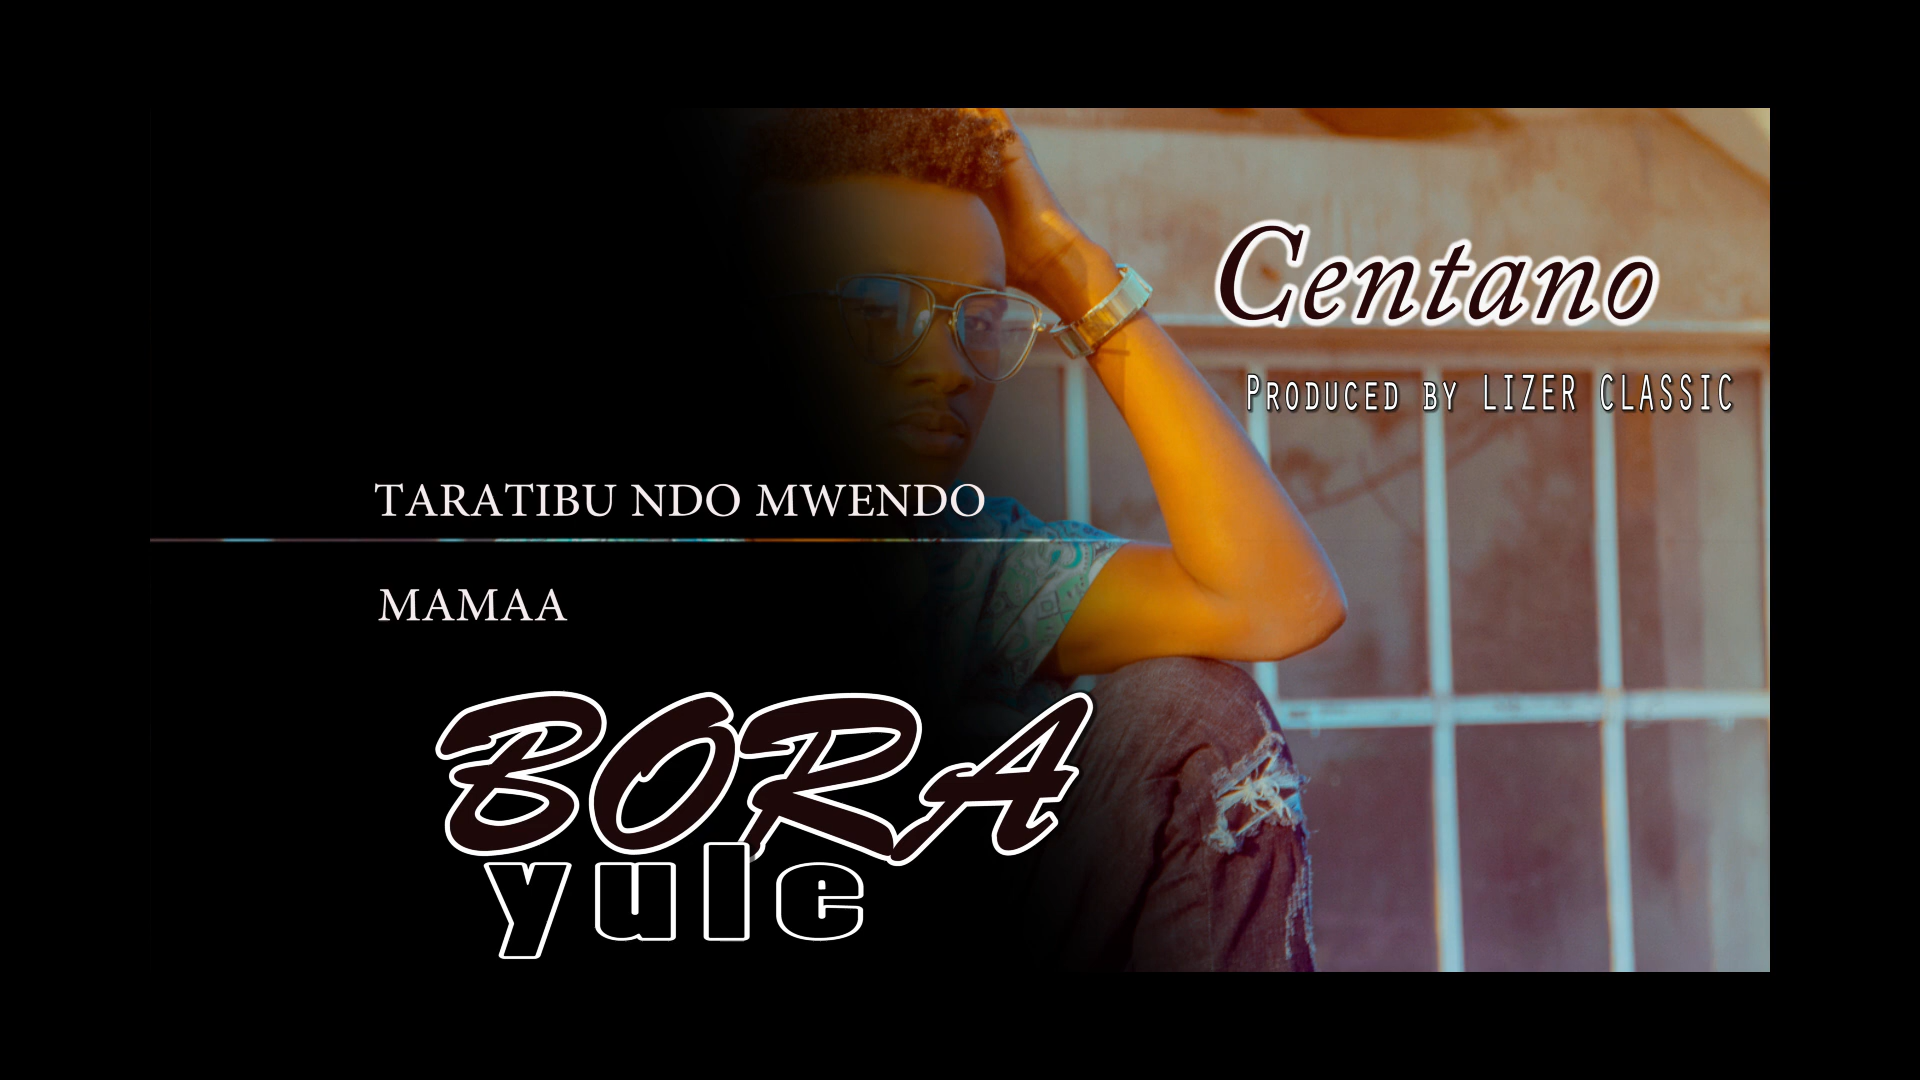 Centano
PRODUCED BY LIZER CLASSIC
TARATIBU NDO MWENDO
MAMAA
BORA
yule